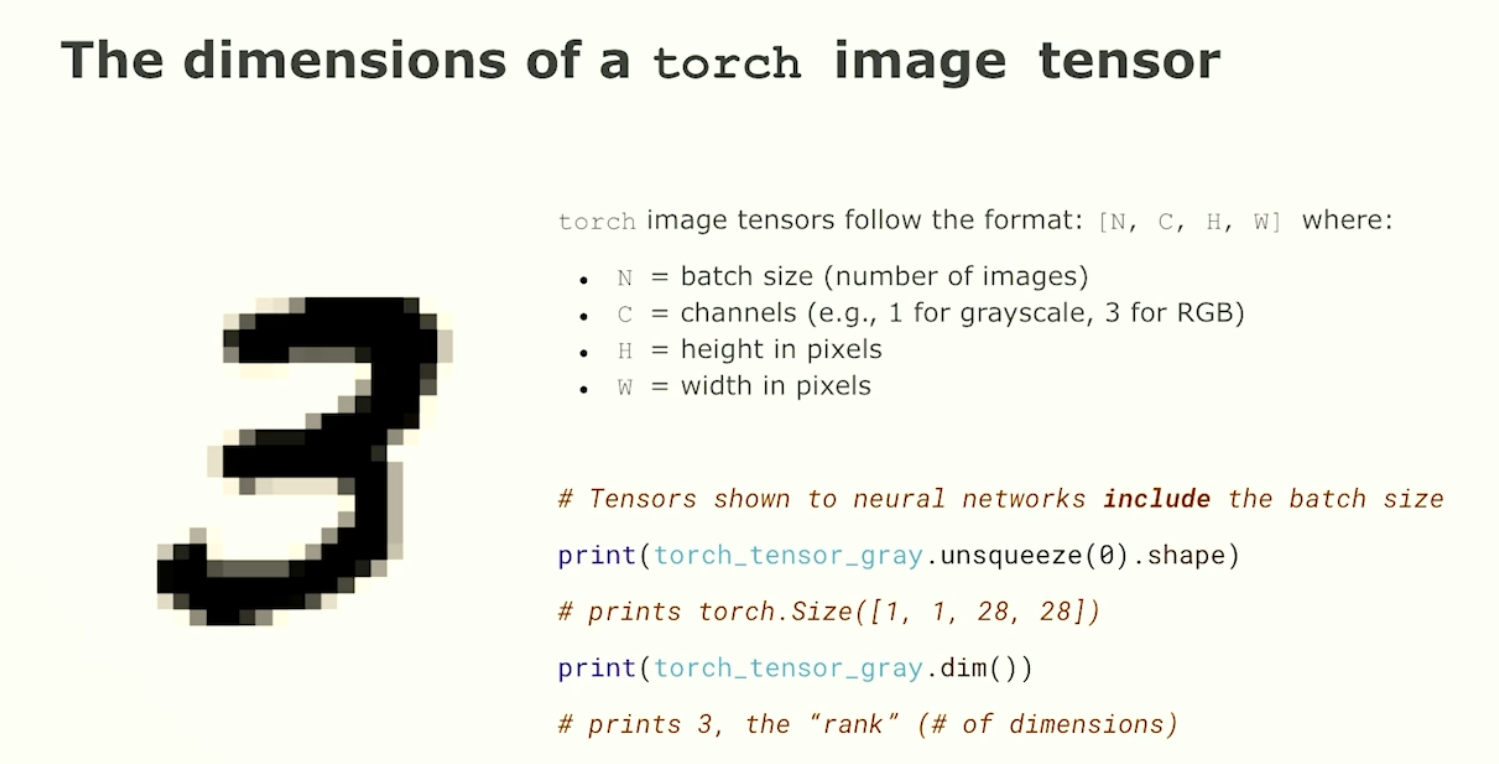 The dimensions of a torch image tensor
torch image tensors follow the format: [N, C, H, W] where:
• N = batch size (number of images)
• C = channels (e.g., 1 for grayscale, 3 for RGB)
• H = height in pixels
• W = width in pixels
3
# Tensors shown to neural networks include the batch size
print(torch_tensor_gray.unsqueeze(0).shape)
# prints torch.Size([1, 1, 28, 28])
print(torch_tensor_gray.dim())
# prints 3, the “rank” (# of dimensions)